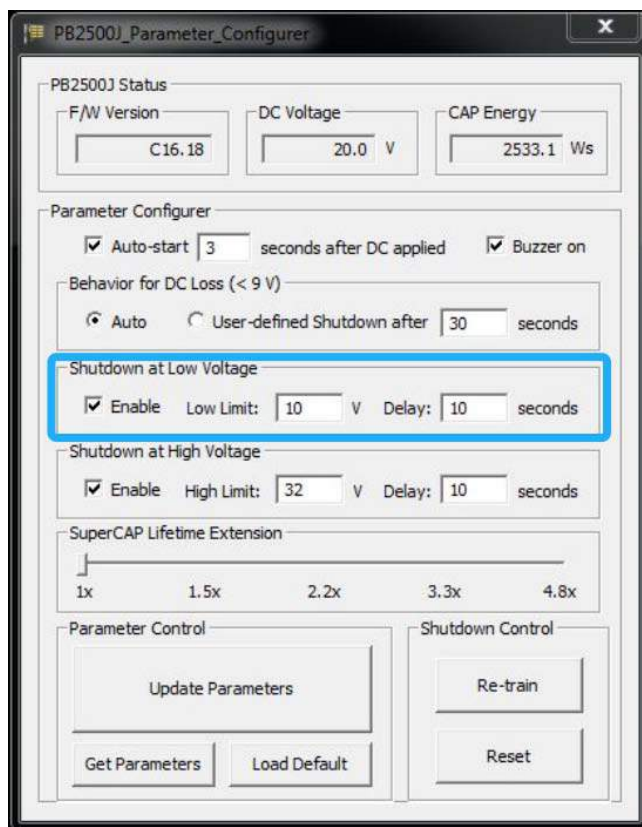 PB2500J_Parameter_Configurer
PB2500J Status
F/W Version DC Voltage CAP Energy
C16.18 20.0 V 2533.1 Ws
Parameter Configurer
Auto-start 3 seconds after DC applied Buzzer on
Behavior for DC Loss (< 9 V)
Auto User-defined Shutdown after 30 seconds
Shutdown at Low Voltage
Enable Low Limit: 10 V Delay: 10 seconds
Shutdown at High Voltage
Enable High Limit: 32 V Delay: 10 seconds
SuperCAP Lifetime Extension
1x 1.5x 2.2x 3.3x 4.8x
Parameter Control Shutdown Control
Update Parameters Re-train
Get Parameters Load Default Reset